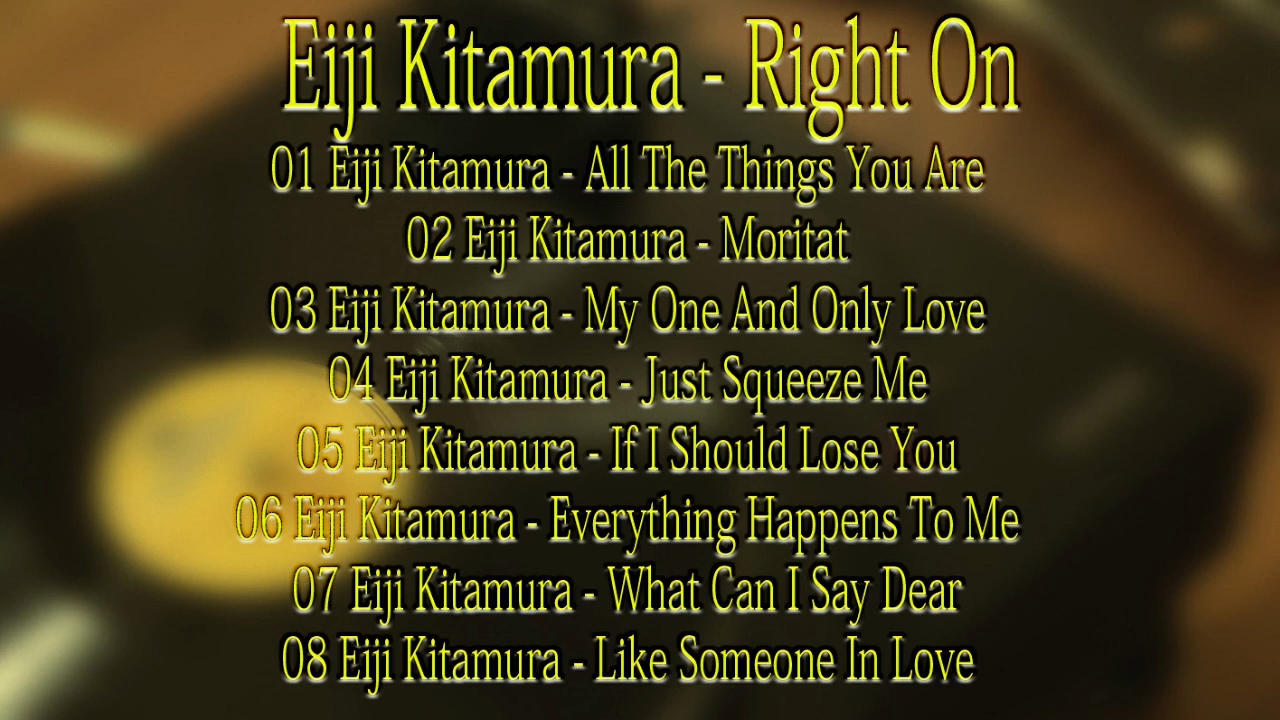 Eiji Kitamura - Right On
01 Eiji Kitamura - All The Things You Are
02 Eiji Kitamura - Moritat
03 Eiji Kitamura - My One And Only Love
04 Eiji Kitamura - Just Squeeze Me
05 Eiji Kitamura - If I Should Lose You
06 Eiji Kitamura - Everything Happens To Me
07 Eiji Kitamura - What Can I Say Dear
08 Eiji Kitamura - Like Someone In Love